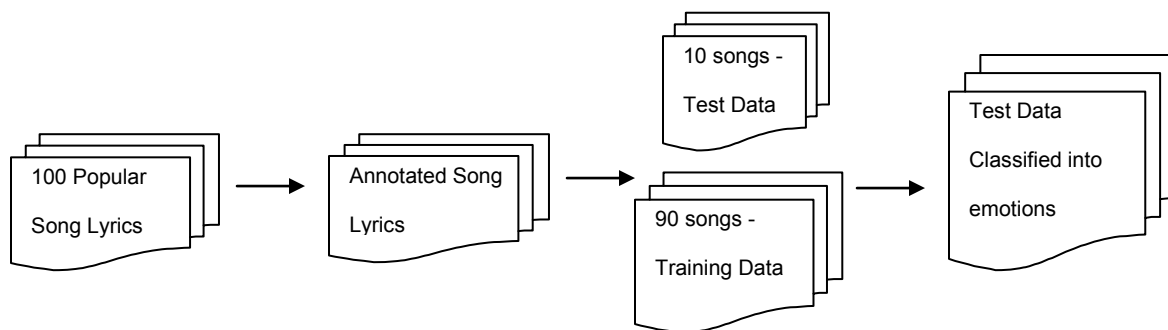 100 Popular
Song Lyrics
Annotated Song
Lyrics
10 songs -
Test Data
90 songs -
Training Data
Test Data
Classified into
emotions